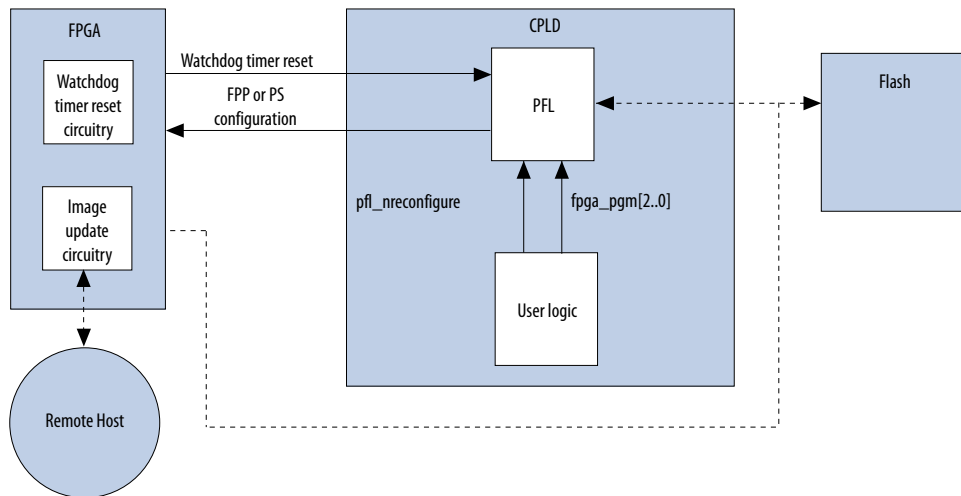 FPGA
Watchdog
timer reset
circuitry
Image
update
circuitry
Remote Host
Watchdog timer reset
FPP or PS
configuration
CPLD
PFL
pfl_nreconfigure
fpga_pgm[2..0]
User logic
Flash